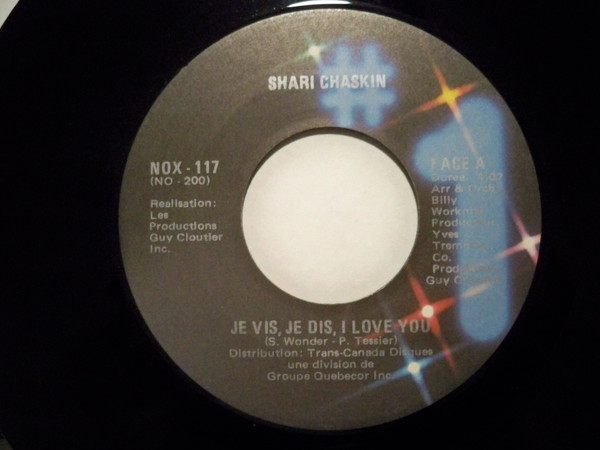 #1
SHARI CHASKIN
NOX - 117
(NO - 200)
Realisation:
Les
Productions
Guy Cloutier
Inc.
FACE A
Arr & Orch:
Billy
Yves
Co.
Guy
JE VIS, JE DIS, I LOVE YOU
(S. Wonder - P. Tessier)
Distribution: Trans-Canada Disques
une division de
Groupe Quebecor Inc.